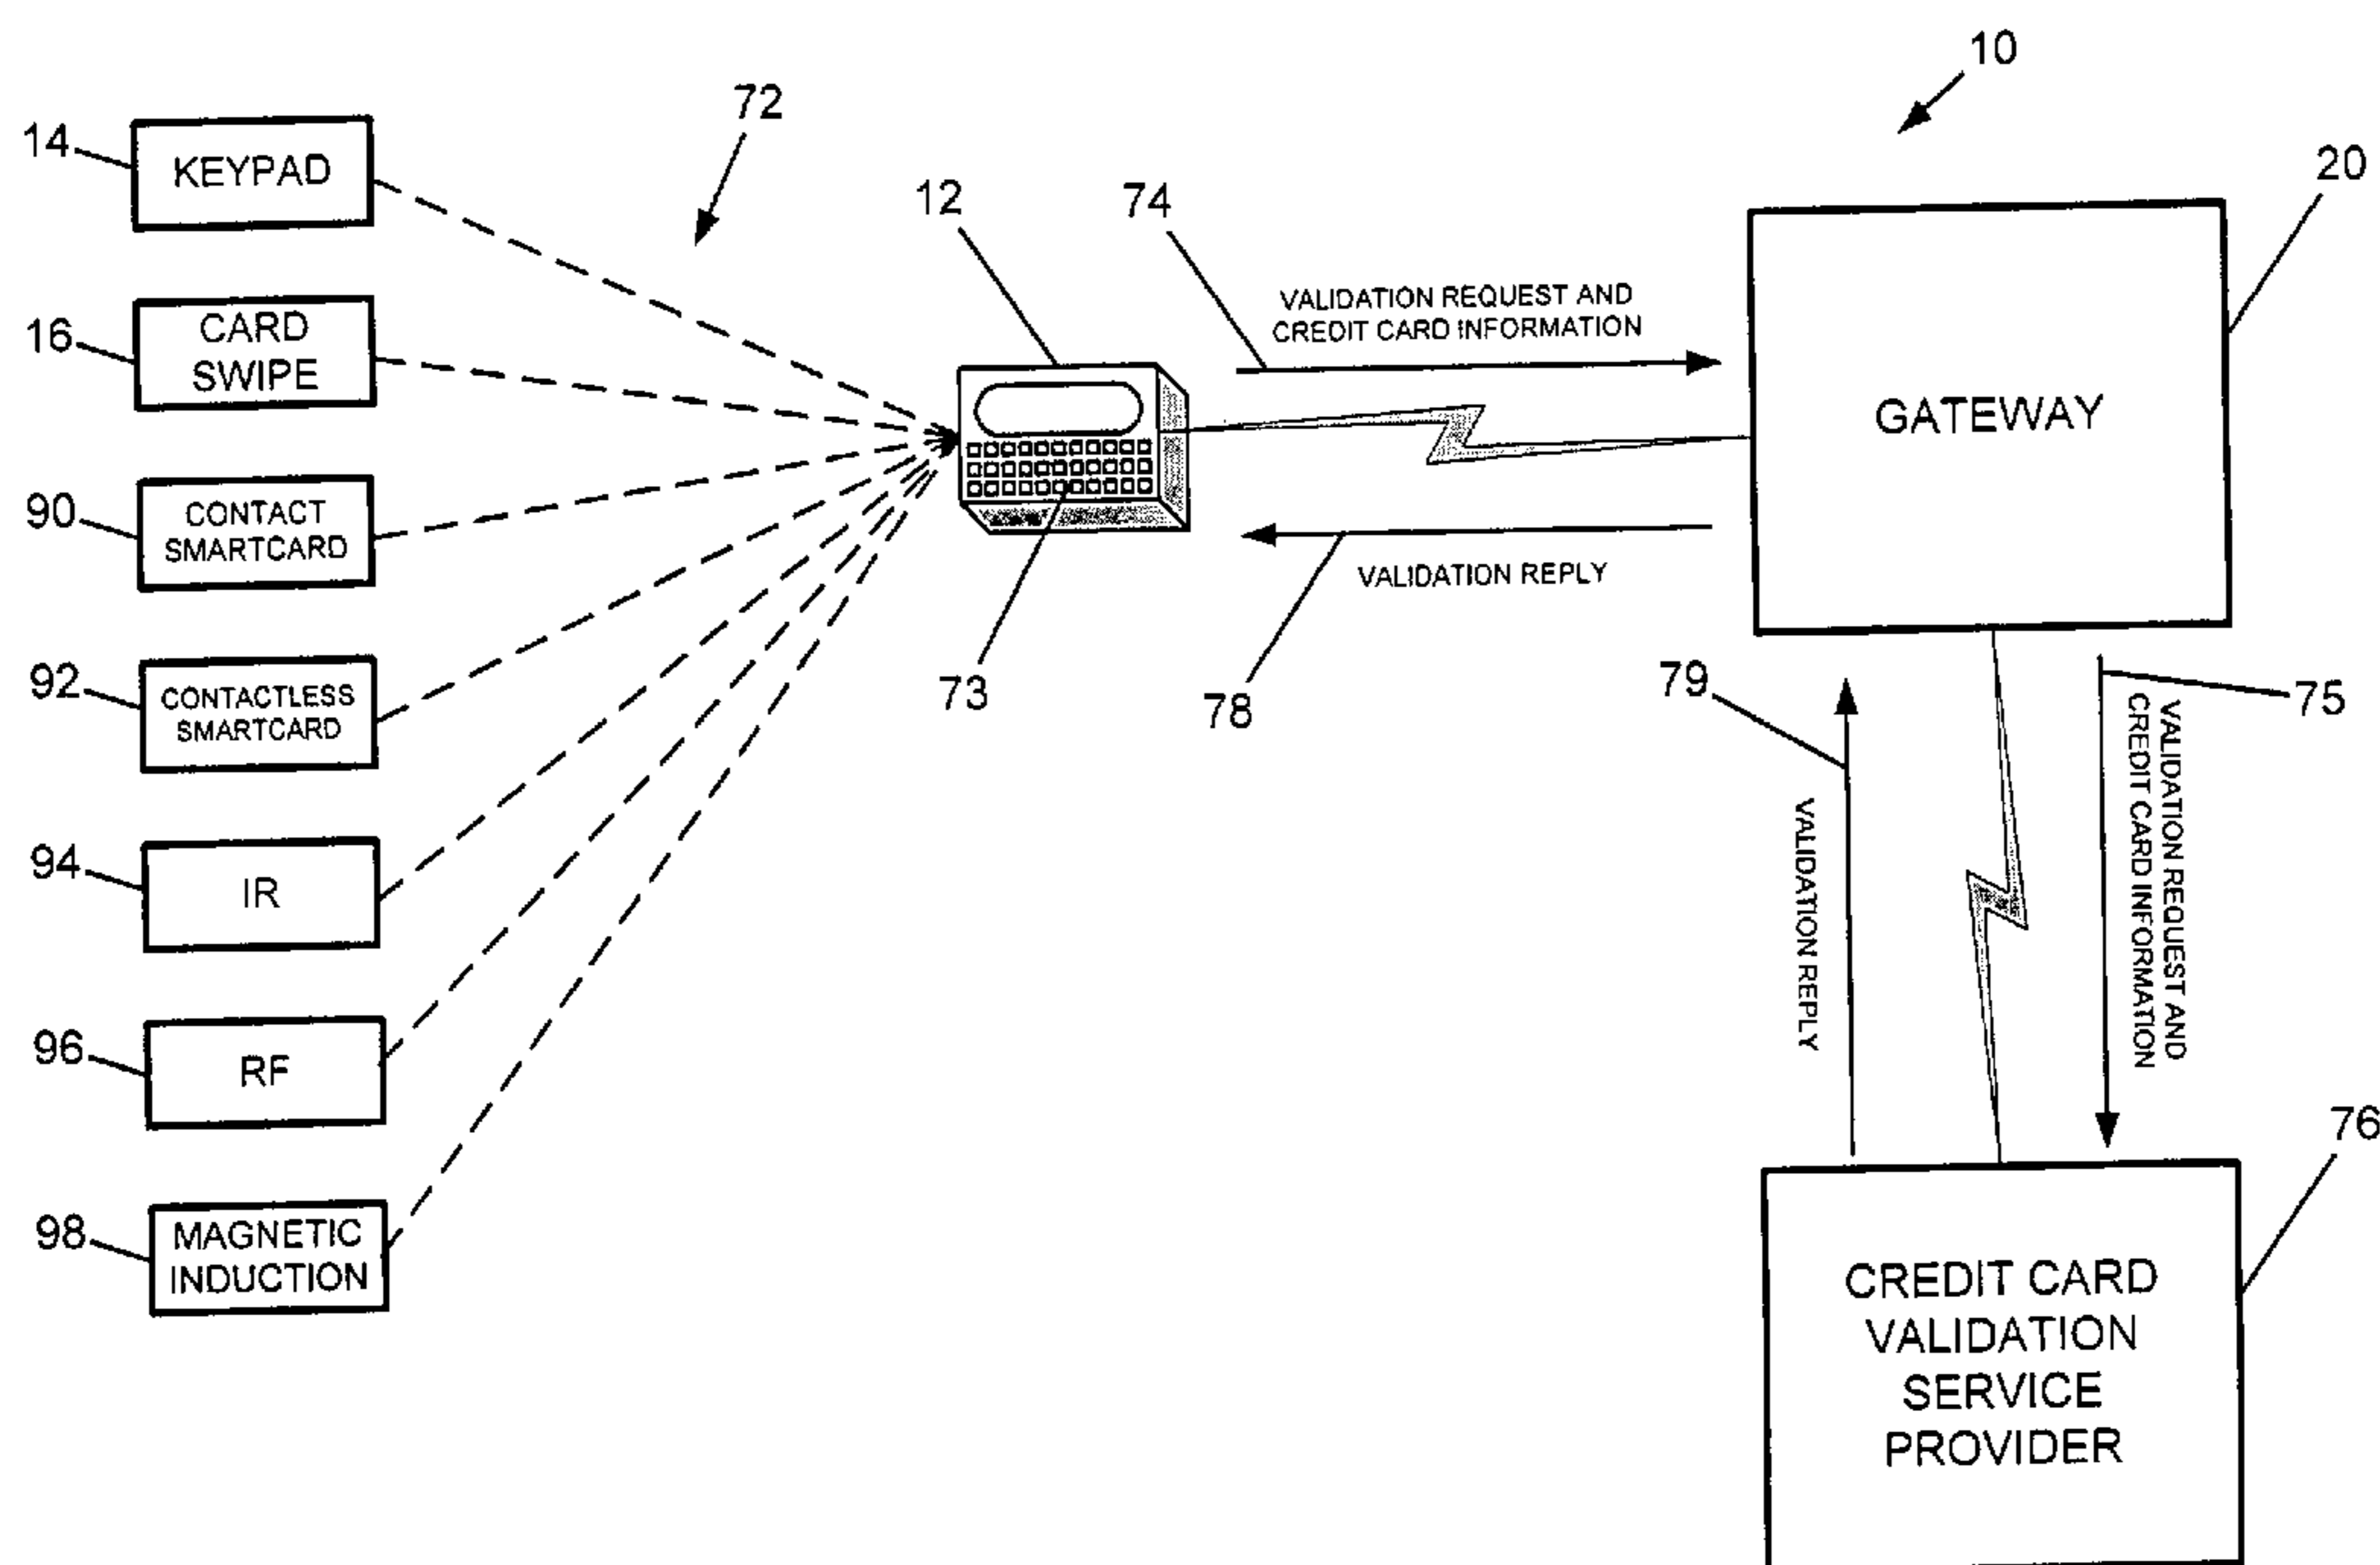 10
72
14
KEYPAD
20
12
74
VALIDATION REQUEST AND
CREDIT CARD INFORMATION
16
CARD
SWIPE
GATEWAY
90
CONTACT
SMARTCARD
VALIDATION REPLY
92
CONTACTLESS
SMARTCARD
73
78
79
75
VALIDATION REQUEST AND
CREDIT CARD INFORMATION
VALIDATION REPLY
94
IR
96
RF
76
98
MAGNETIC
INDUCTION
CREDIT CARD
VALIDATION
SERVICE
PROVIDER